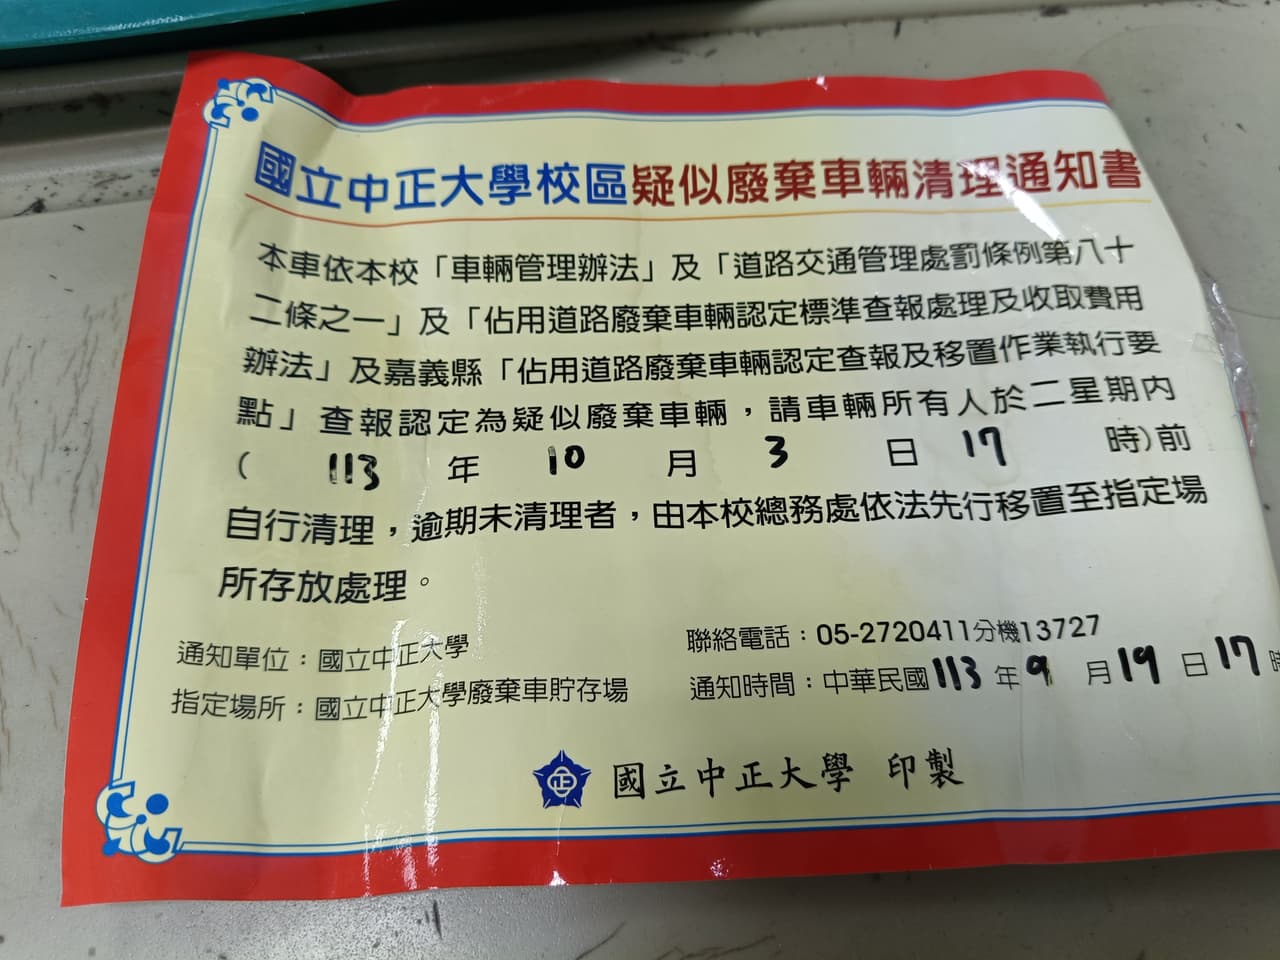 國立中正大學校區疑似廢棄車輛清理通知書
本車依本校「車輛管理辦法」及「道路交通管理處罰條例第八十
二條之一」及「佔用道路廢棄車輛認定標準查報處理及收取費用
辦法」及嘉義縣「佔用道路廢棄車輛認定查報及移置作業執行要
點」查報認定為疑似廢棄車輛，請車輛所有人於二星期內
( 113 年 10 月 3 日 17 時)前
自行清理，逾期未清理者，由本校總務處依法先行移置至指定場
所存放處理。
通知單位：國立中正大學
聯絡電話：05-2720411分機13727
指定場所：國立中正大學廢棄車貯存場
通知時間：中華民國113年9月19日17時
國立中正大學 印製